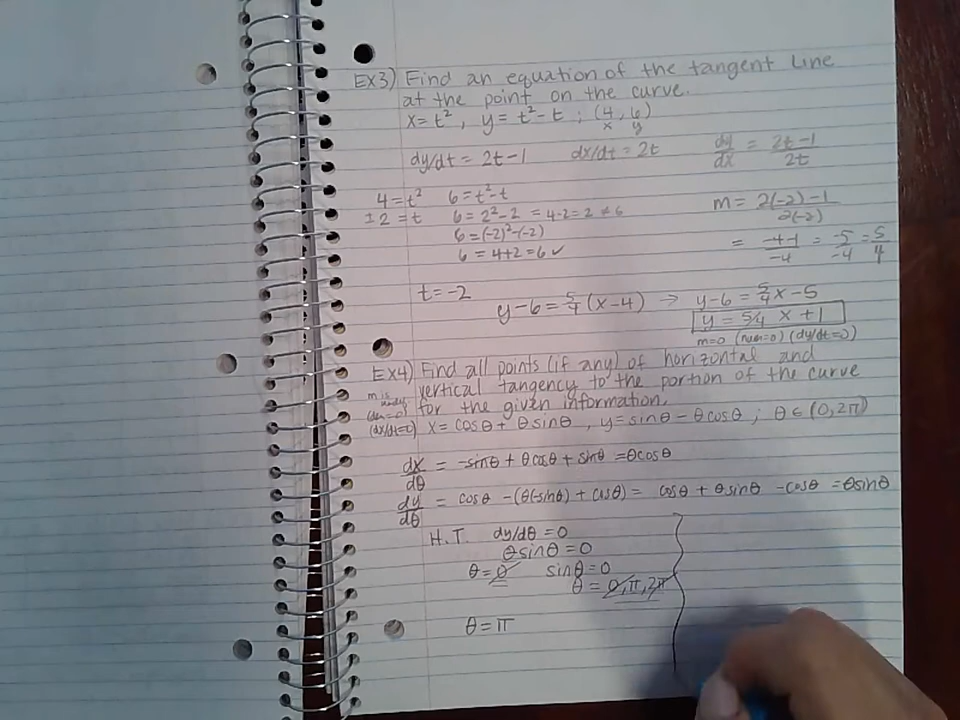 Ex3) Find an equation of the tangent line
at the point on the curve.
x = t², y = t² - t ; (4, 6)
x y
dy/dt = 2t - 1 dx/dt = 2t dy/dx = 2t-1/2t
4 = t² 6 = t² - t
±2 = t 6 = 2² - 2 = 4-2 = 2 ≠ 6
6 = (-2)² - (-2)
6 = 4+2 = 6 ✓
m = 2(-2) - 1/2(-2)
= -4-1/-4 = -5/-4 = 5/4
t = -2
y - 6 = 5/4 (x - 4) → y - 6 = 5/4 x - 5
y = 5/4 x + 1
m=0 (num=0) (dy/dt=0)
Ex4) Find all points (if any) of horizontal and
vertical tangency to the portion of the curve
for the given information.
m is
(den=0)
(dx/dt=0)
x = cosθ + θsinθ, y = sinθ - θcosθ ; θ ∈ (0, 2π)
dx/dθ = -sinθ + θcosθ + sinθ = θcosθ
dy/dθ = cosθ - (θ(-sinθ) + cosθ) = cosθ + θsinθ - cosθ = θsinθ
H.T. dy/dθ = 0
θsinθ = 0
θ = 0 sinθ = 0
θ = 0, π, 2π
θ = π